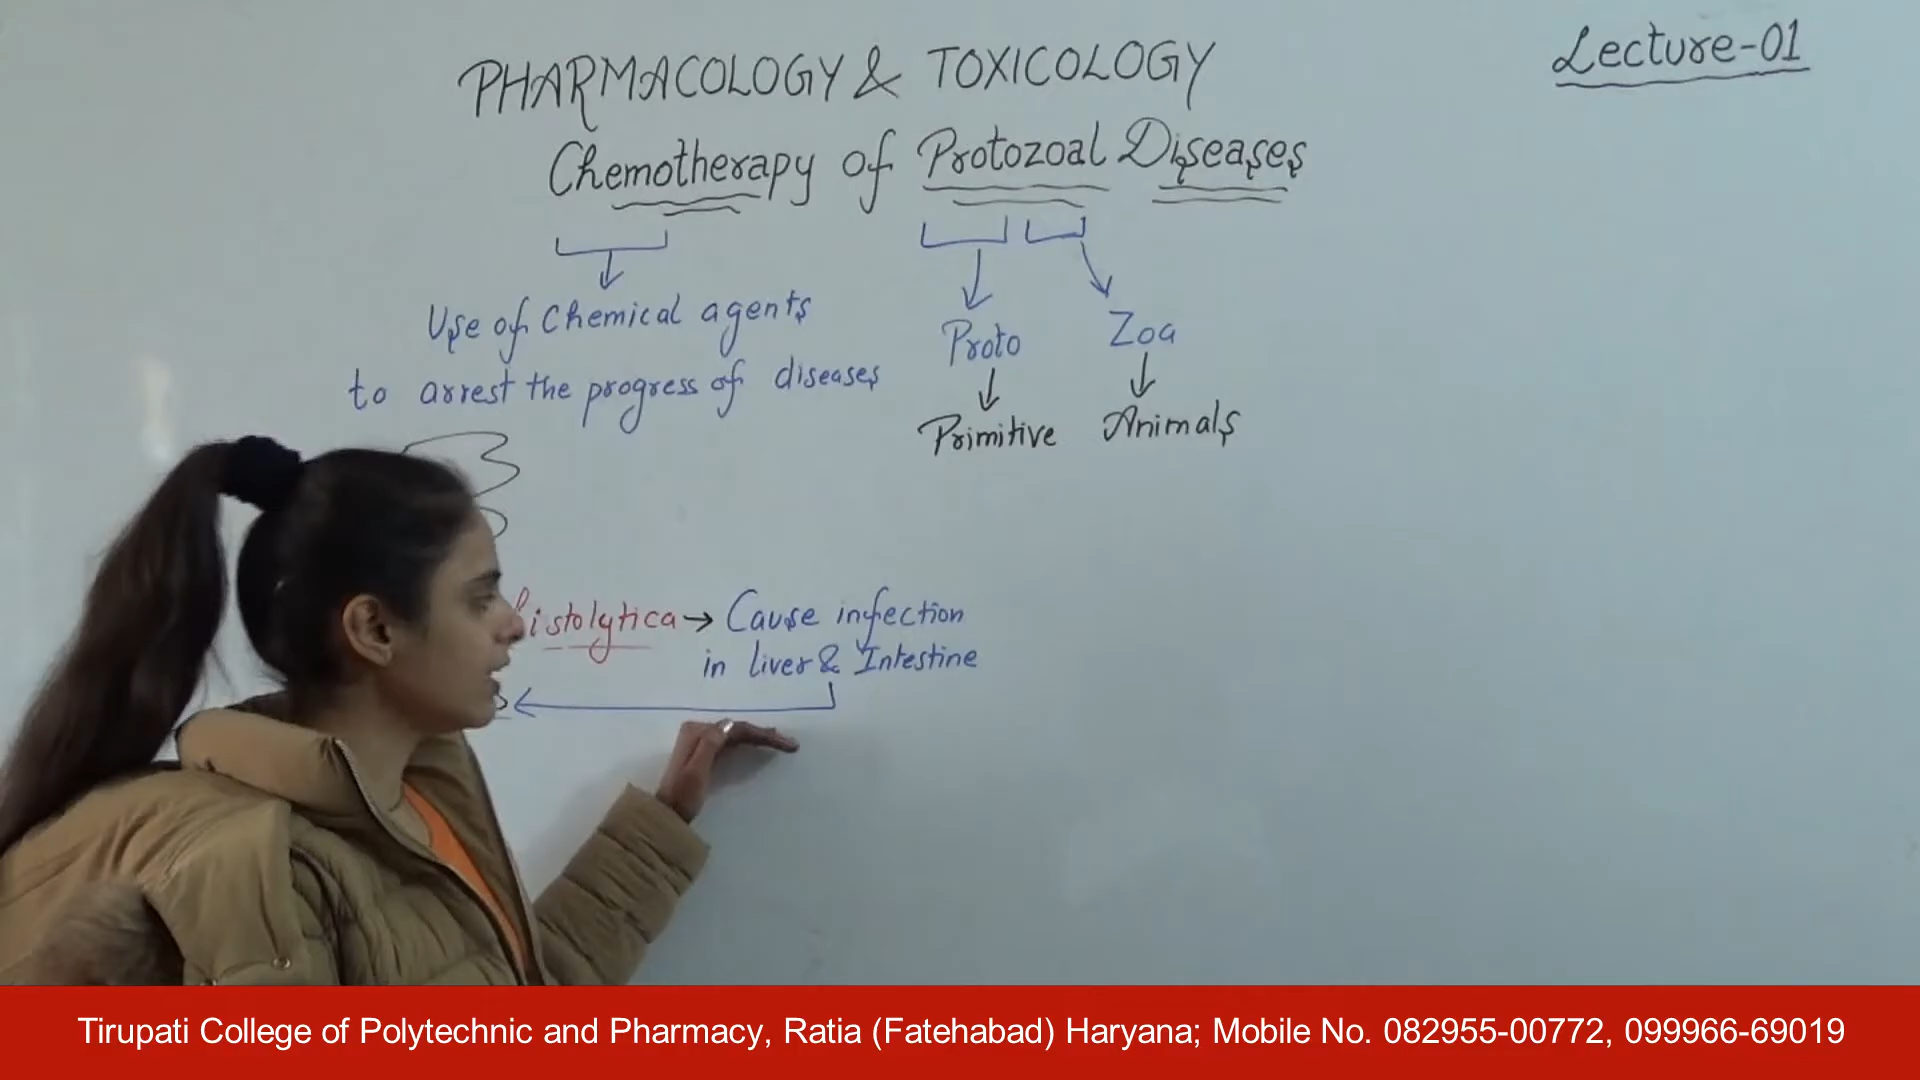 Lecture-01
PHARMACOLOGY & TOXICOLOGY
Chemotherapy of Protozoal Diseases
Use of Chemical agents
to arrest the progress of diseases
Proto Zoa
Primitive Animals
histolytica → Cause infection
in liver & Intestine
Tirupati College of Polytechnic and Pharmacy, Ratia (Fatehabad) Haryana; Mobile No. 082955-00772, 099966-69019